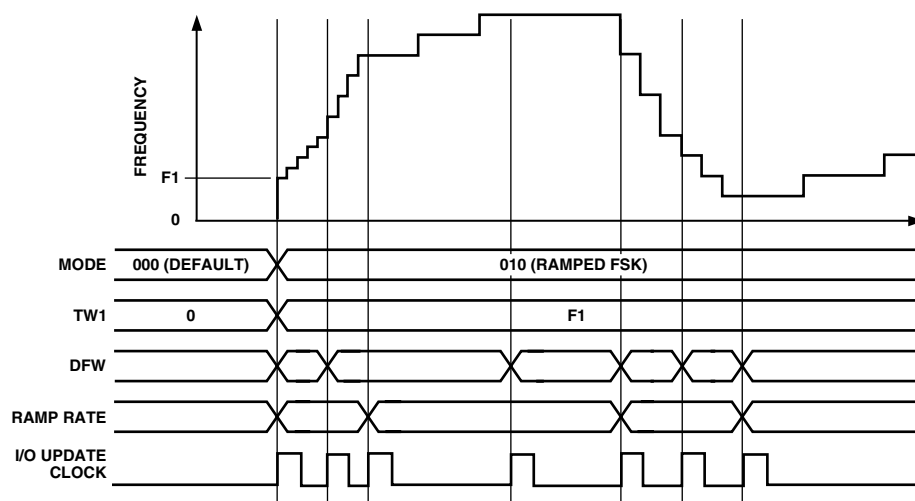 FREQUENCY
F1
0
MODE
000 (DEFAULT)
010 (RAMPED FSK)
TW1
0
F1
DFW
RAMP RATE
I/O UPDATE
CLOCK